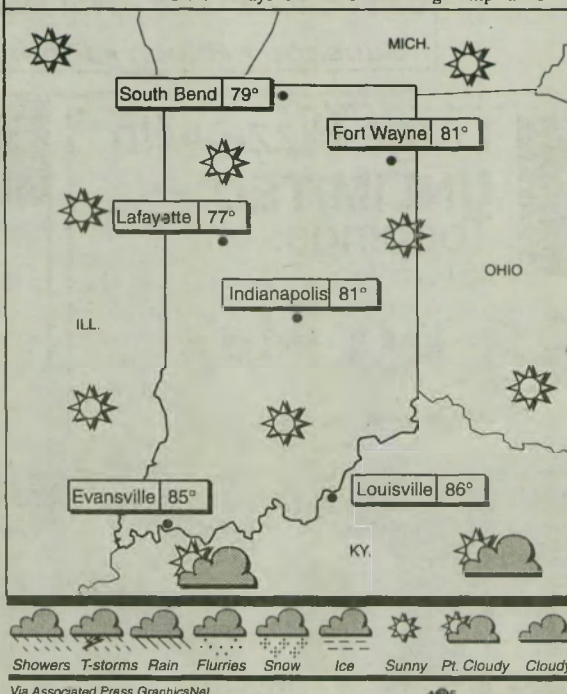 MICH.
South Bend 79°
Fort Wayne 81°
Lafayette 77°
OHIO
Indianapolis 81°
ILL.
Evansville 85°
Louisville 86°
KY.
Showers T-storms Rain Flurries Snow Ice Sunny Pt. Cloudy Cloudy
Via Associated Press GraphicsNet